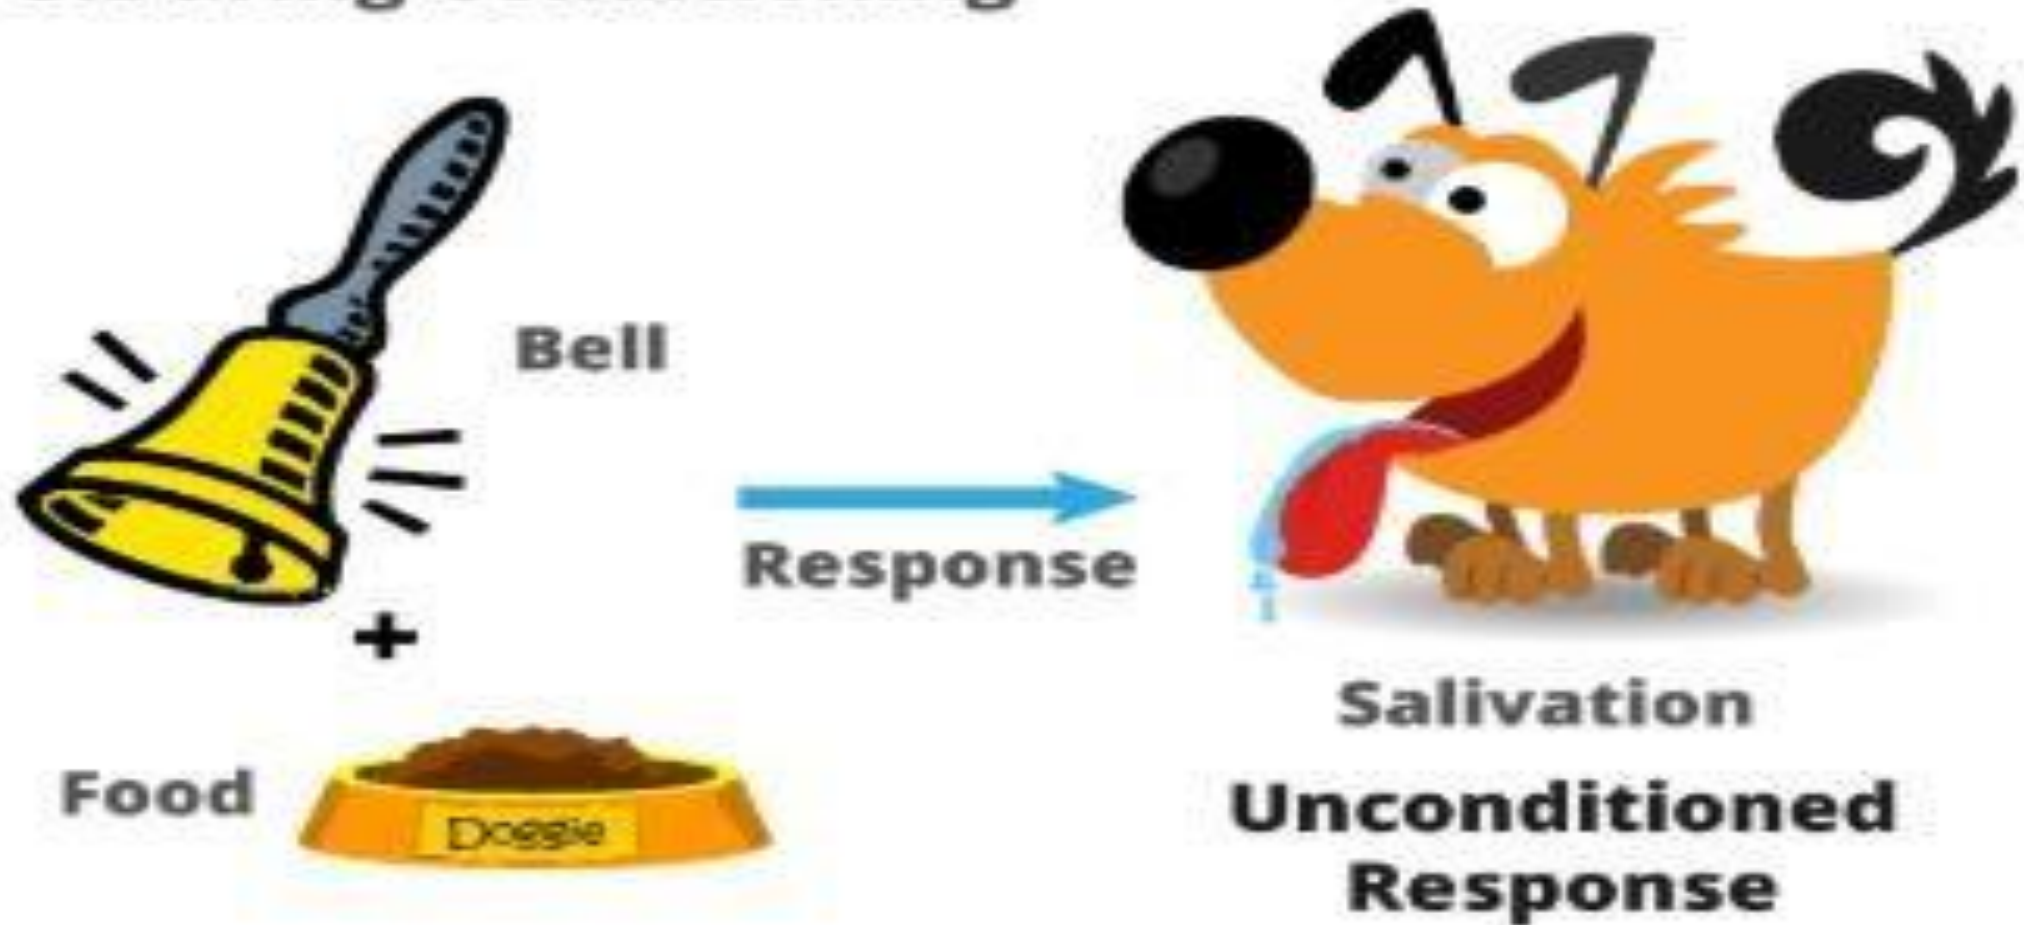 Bell
Response
+
Food
Doggie
Salivation
Unconditioned
Response